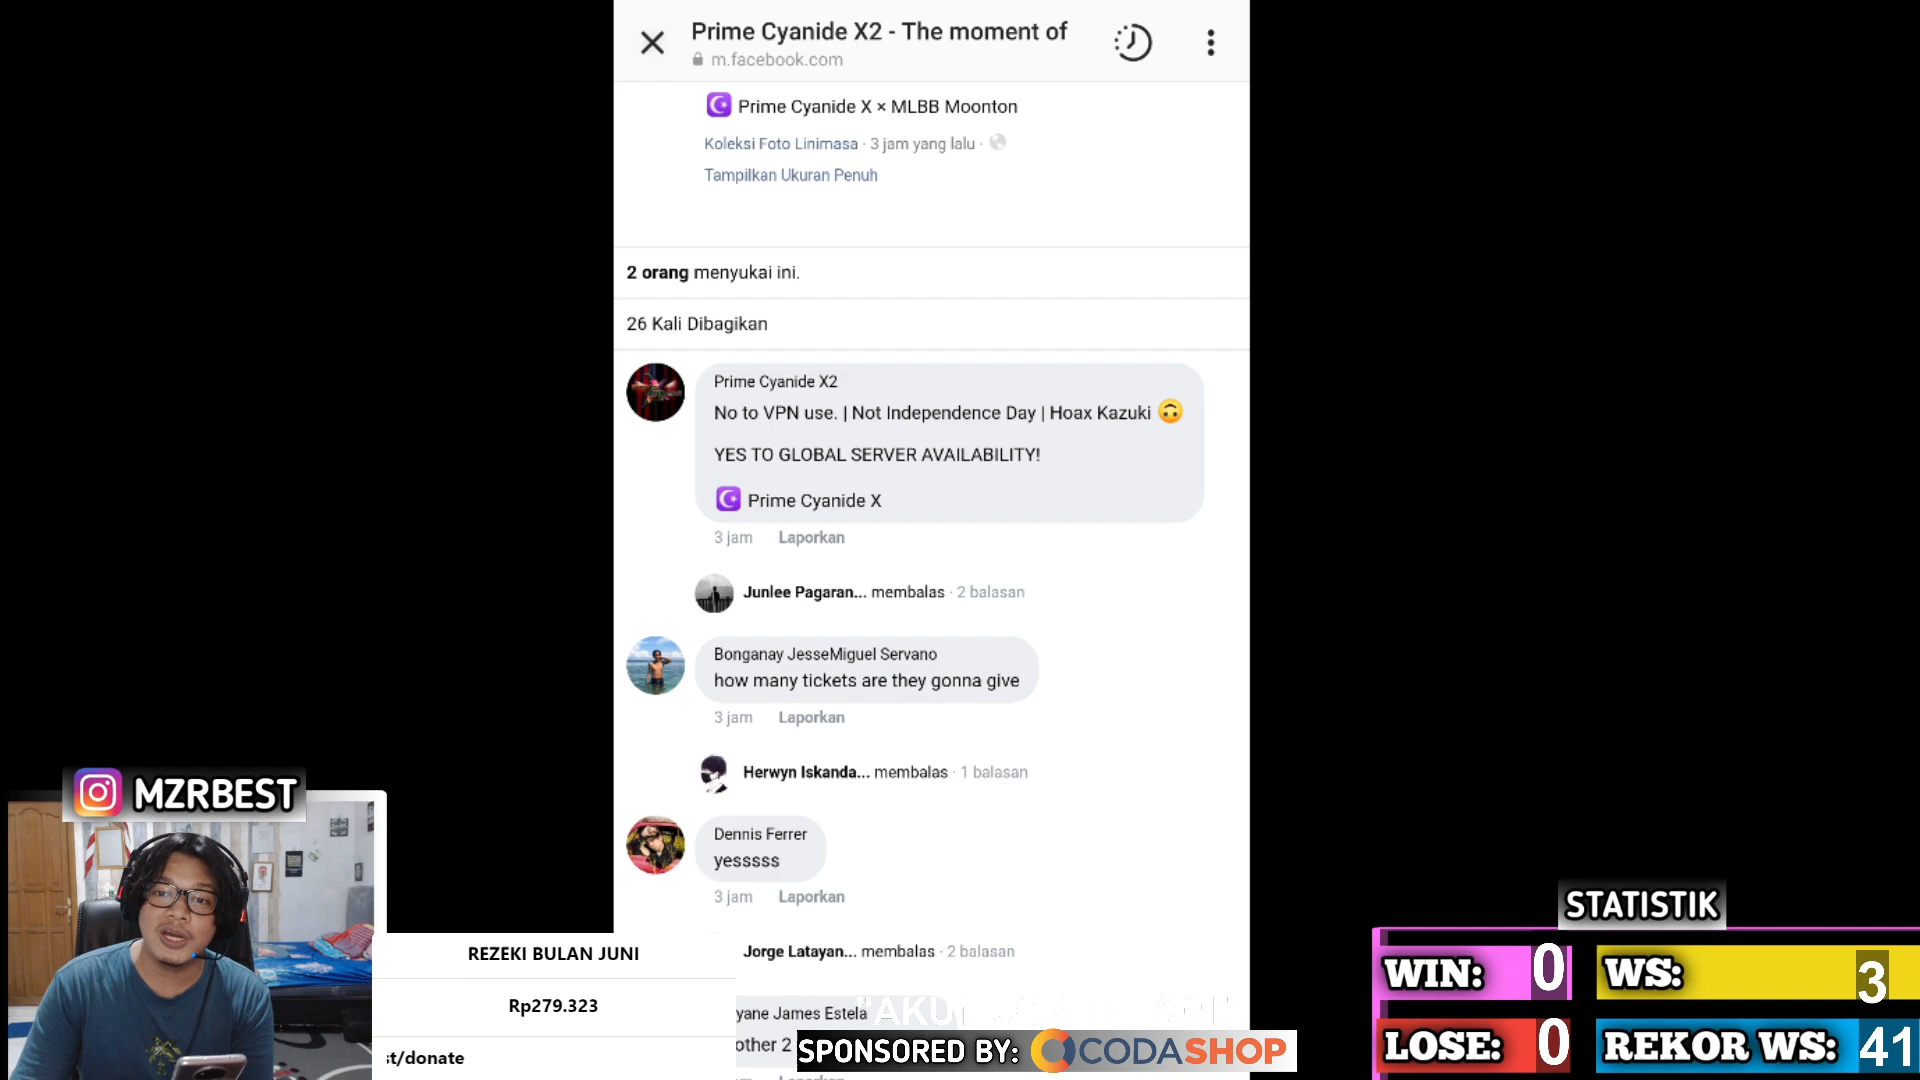 Prime Cyanide X2 - The moment of
m.facebook.com
Prime Cyanide X × MLBB Moonton
Koleksi Foto Linimasa · 3 jam yang lalu ·
Tampilkan Ukuran Penuh
2 orang menyukai ini.
26 Kali Dibagikan
Prime Cyanide X2
No to VPN use. | Not Independence Day | Hoax Kazuki 🙃
YES TO GLOBAL SERVER AVAILABILITY!
Prime Cyanide X
3 jam Laporkan
Junlee Pagaran... membalas · 2 balasan
Bonganay JesseMiguel Servano
how many tickets are they gonna give
3 jam Laporkan
Herwyn Iskanda... membalas · 1 balasan
Dennis Ferrer
yesssss
3 jam Laporkan
Jorge Latayan... membalas · 2 balasan
yane James Estela
other 2
MZRBEST
REZEKI BULAN JUNI
Rp279.323
st/donate
"AKU
SPONSORED BY: CODASHOP
STATISTIK
WIN: 0 WS: 3
LOSE: 0 REKOR WS: 41